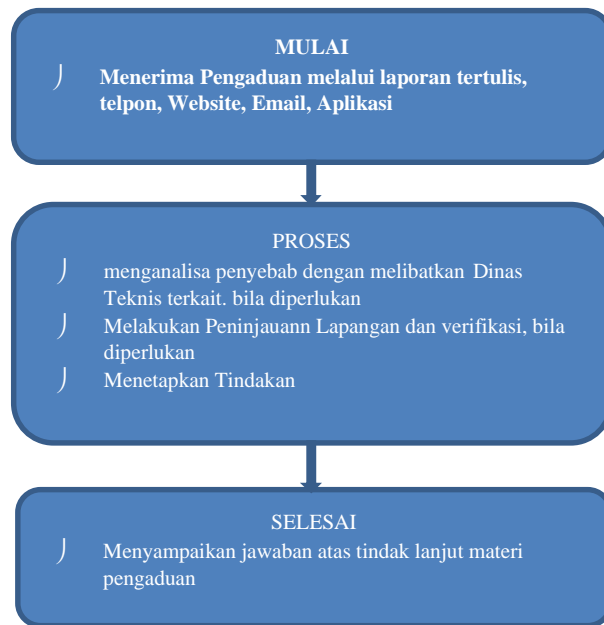 MULAI
Menerima Pengaduan melalui laporan tertulis,
telpon, Website, Email, Aplikasi
PROSES
menganalisa penyebab dengan melibatkan Dinas
Teknis terkait. bila diperlukan
Melakukan Peninjauann Lapangan dan verifikasi, bila
diperlukan
Menetapkan Tindakan
SELESAI
Menyampaikan jawaban atas tindak lanjut materi
pengaduan